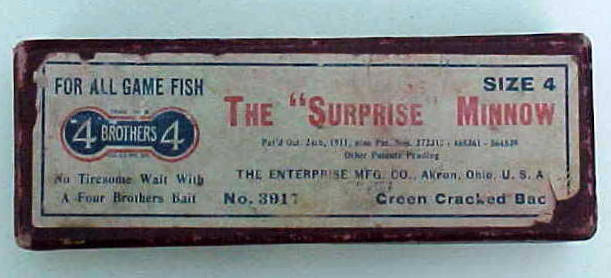 FOR ALL GAME FISH
SIZE 4
THE "SURPRISE" MINNOW
"4 BROTHERS 4"
Other Patents Pending
No Tiresome Wait With
A Four Brothers Bait
THE ENTERPRISE MFG. CO., Akron, Ohio, U. S. A
No. 3917
Green Cracked Bac